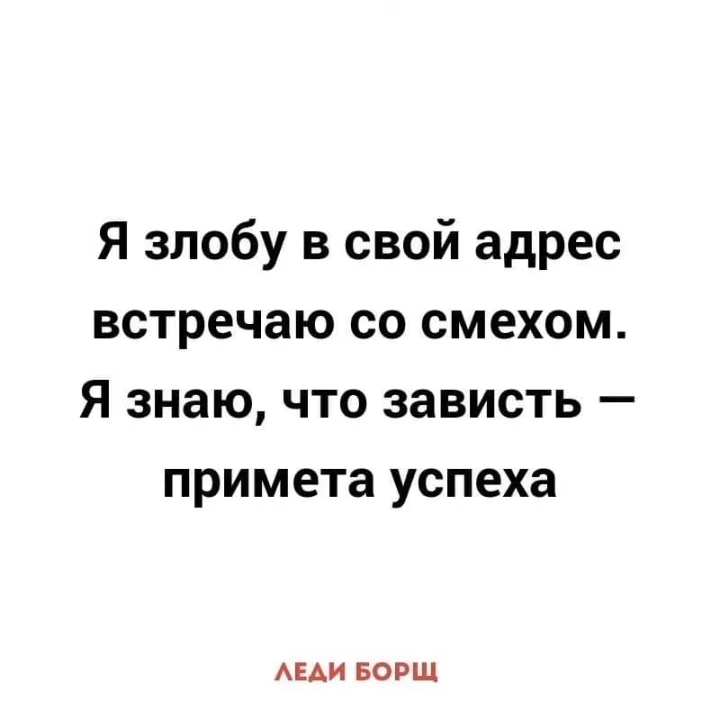 Я злобу в свой адрес
встречаю со смехом.
Я знаю, что зависть —
примета успеха
ЛЕДИ БОРЩ